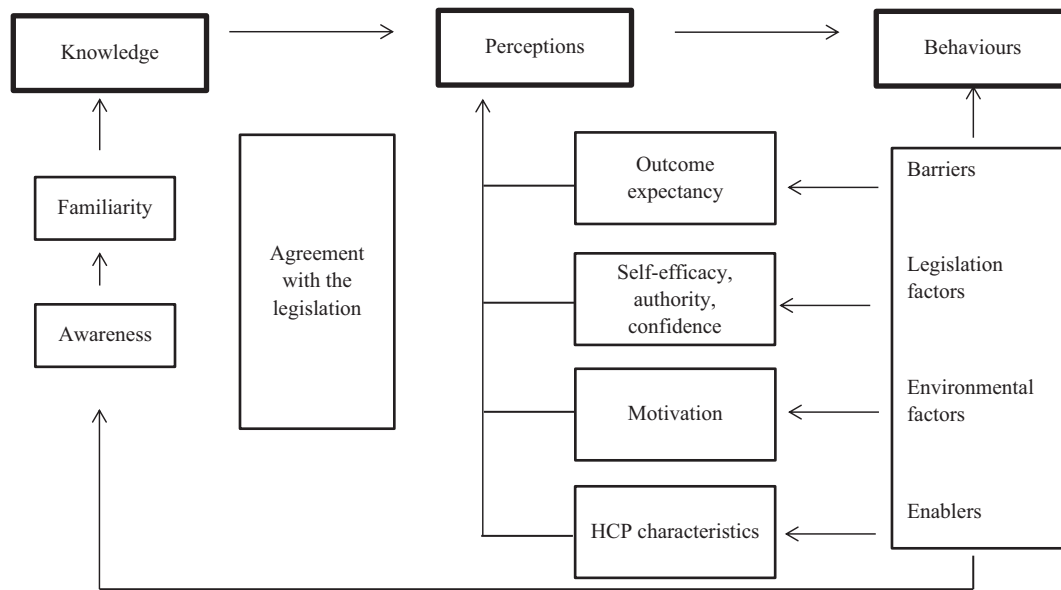 Knowledge
Perceptions
Behaviours
Familiarity
Awareness
Agreement
with the
legislation
Outcome
expectancy
Self-efficacy,
authority,
confidence
Motivation
HCP characteristics
Barriers
Legislation
factors
Environmental
factors
Enablers